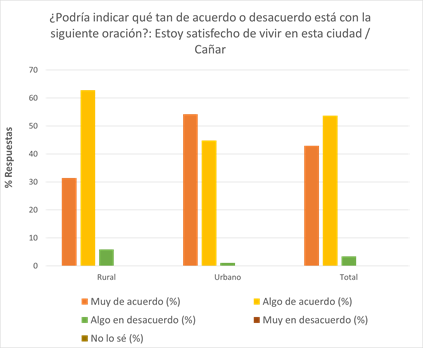 ¿Podría indicar qué tan de acuerdo o desacuerdo está con la
siguiente oración?: Estoy satisfecho de vivir en esta ciudad /
Cañar
% Respuestas
70
60
50
40
30
20
10
0
Rural Urbano Total
Muy de acuerdo (%) Algo de acuerdo (%)
Algo en desacuerdo (%) Muy en desacuerdo (%)
No lo sé (%)